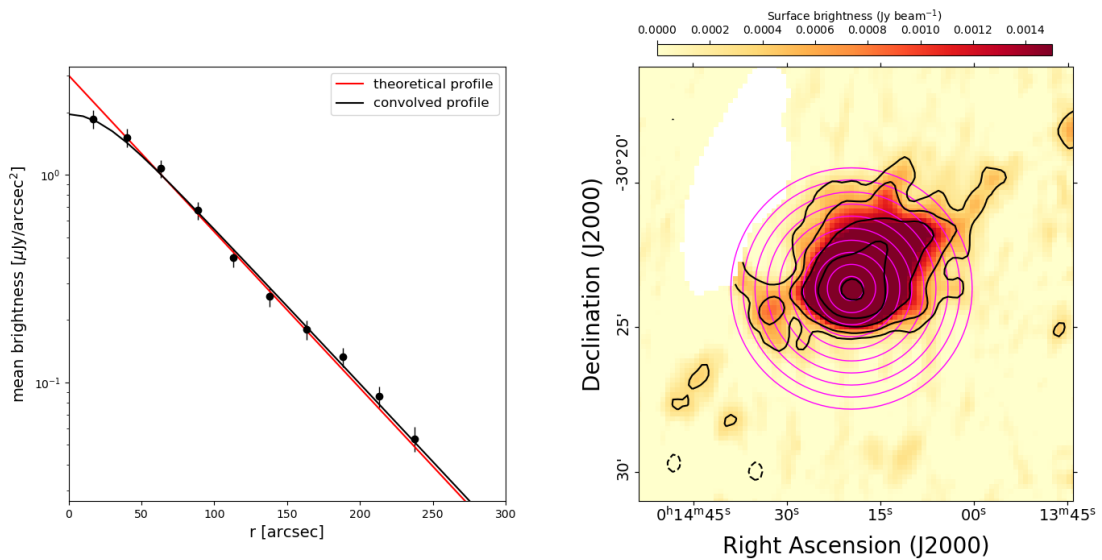 theoretical profile
convolved profile
mean brightness [μJy/arcsec²]
10⁰
10⁻¹
0 50 100 150 200 250 300
r [arcsec]
Surface brightness (Jy beam⁻¹)
0.0000 0.0002 0.0004 0.0006 0.0008 0.0010 0.0012 0.0014
Declination (J2000)
-30°20'
25'
30'
0ʰ14ᵐ45ˢ 30ˢ 15ˢ 00ˢ 13ᵐ45ˢ
Right Ascension (J2000)